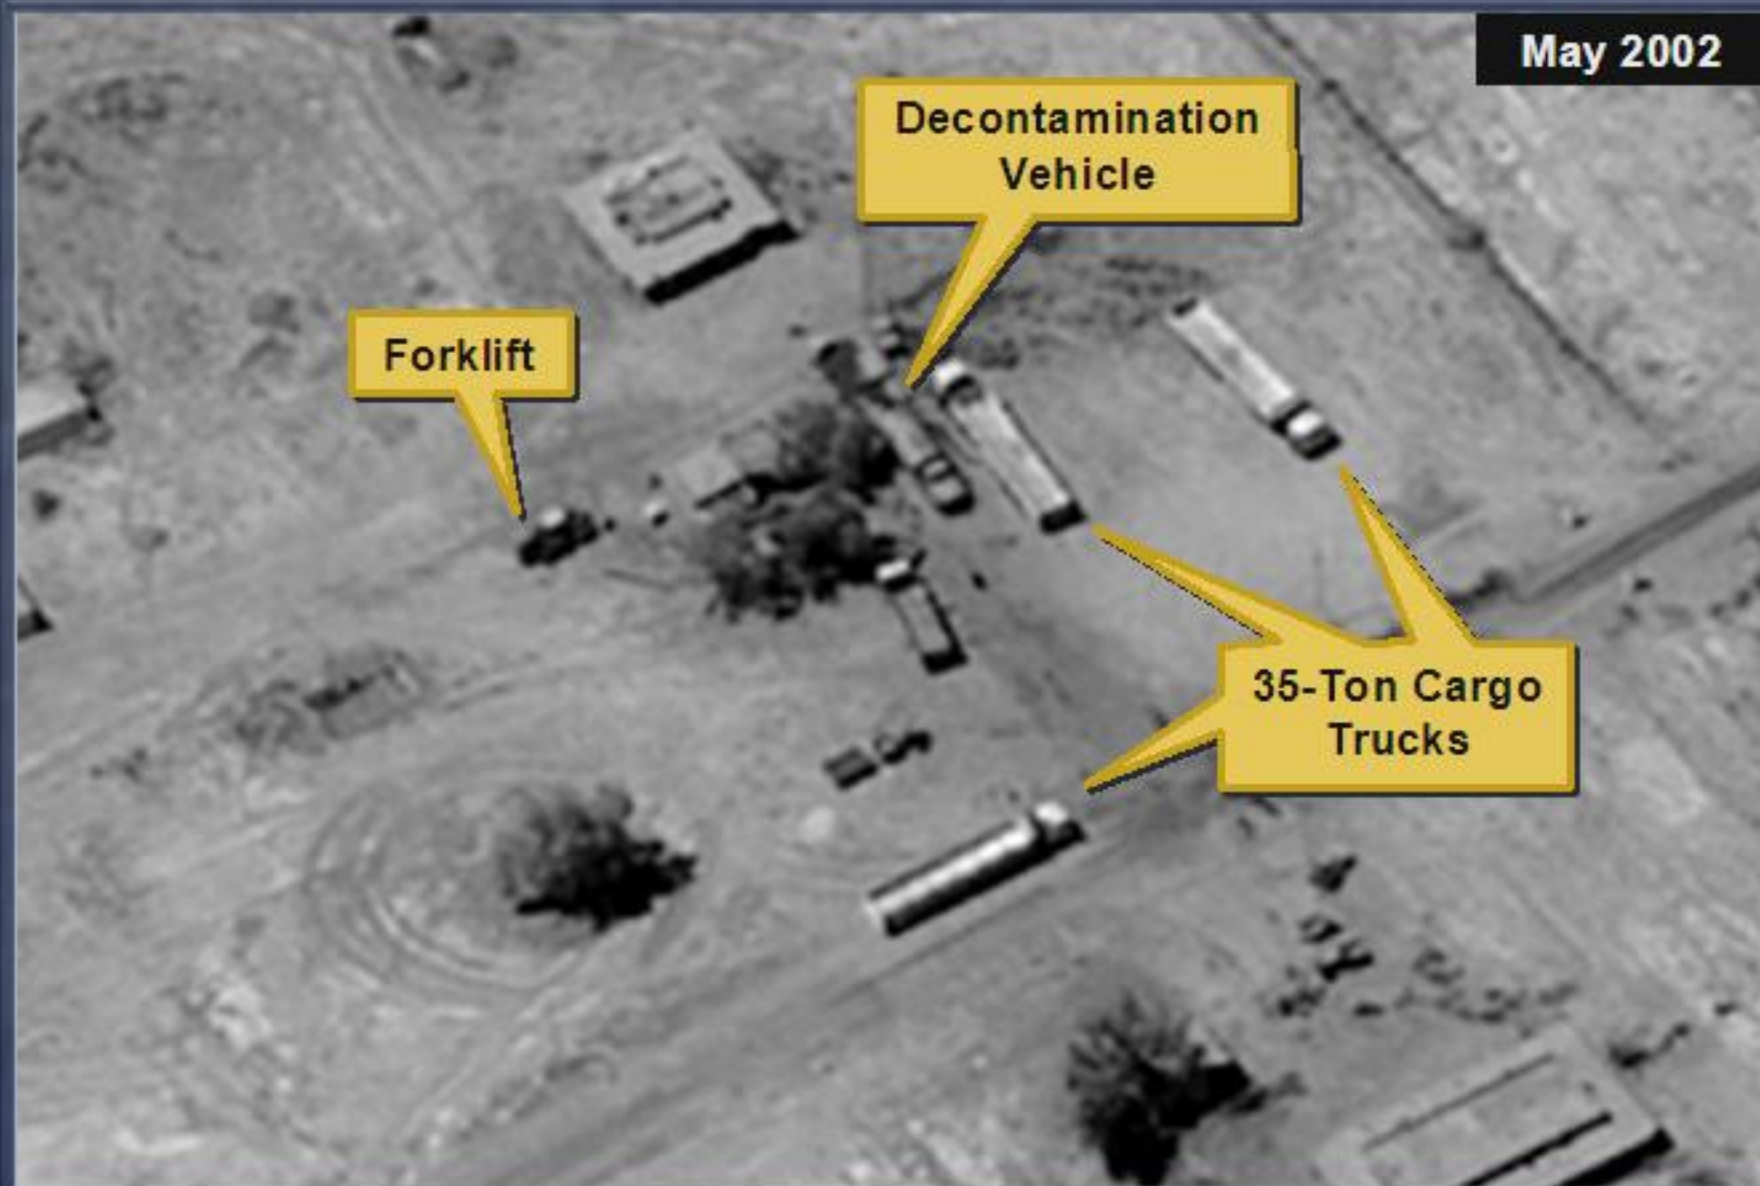 May 2002
Decontamination
Vehicle
Forklift
35-Ton Cargo
Trucks